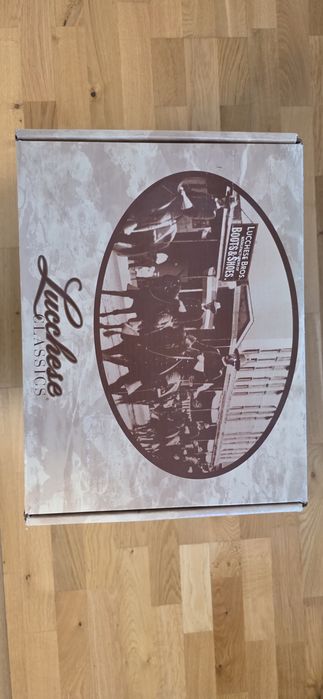 LUCCHESE BROS.
BOOTS & SHOES.
Lucchese
CLASSICS